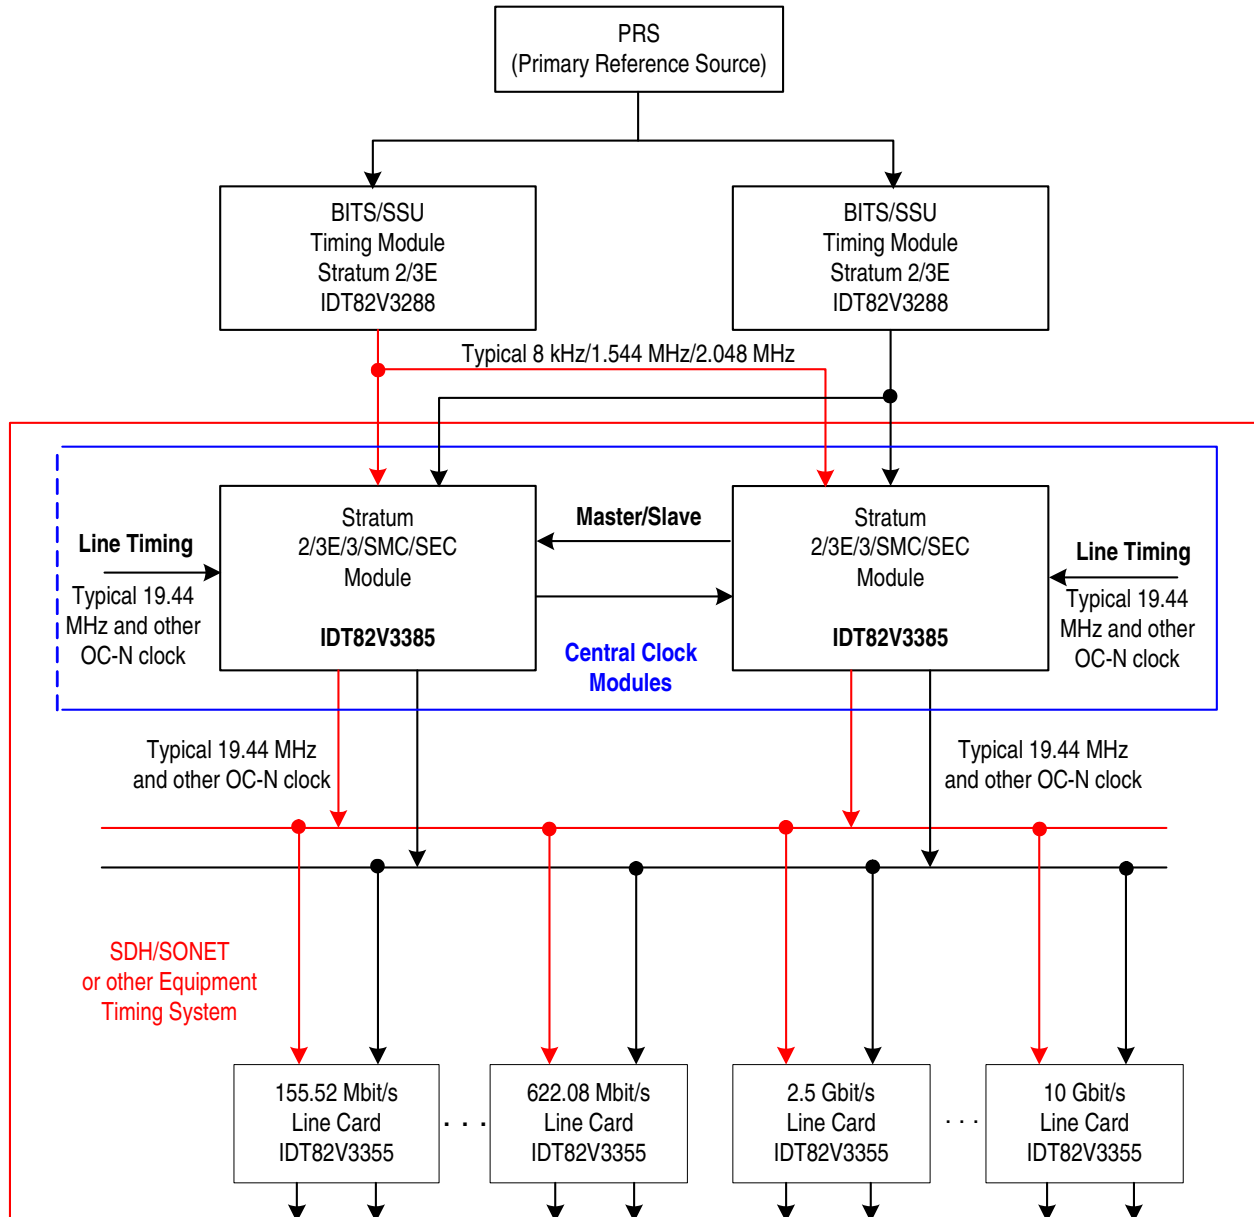 PRS
(Primary Reference Source)
BITS/SSU
Timing Module
Stratum 2/3E
IDT82V3288
BITS/SSU
Timing Module
Stratum 2/3E
IDT82V3288
Typical 8 kHz/1.544 MHz/2.048 MHz
Line Timing
Typical 19.44
MHz and other
OC-N clock
Stratum
2/3E/3/SMC/SEC
Module
IDT82V3385
Master/Slave
Central Clock
Modules
Stratum
2/3E/3/SMC/SEC
Module
IDT82V3385
Line Timing
Typical 19.44
MHz and other
OC-N clock
Typical 19.44 MHz
and other OC-N clock
Typical 19.44 MHz
and other OC-N clock
SDH/SONET
or other Equipment
Timing System
155.52 Mbit/s
Line Card
IDT82V3355
. . .
622.08 Mbit/s
Line Card
IDT82V3355
2.5 Gbit/s
Line Card
IDT82V3355
. . .
10 Gbit/s
Line Card
IDT82V3355